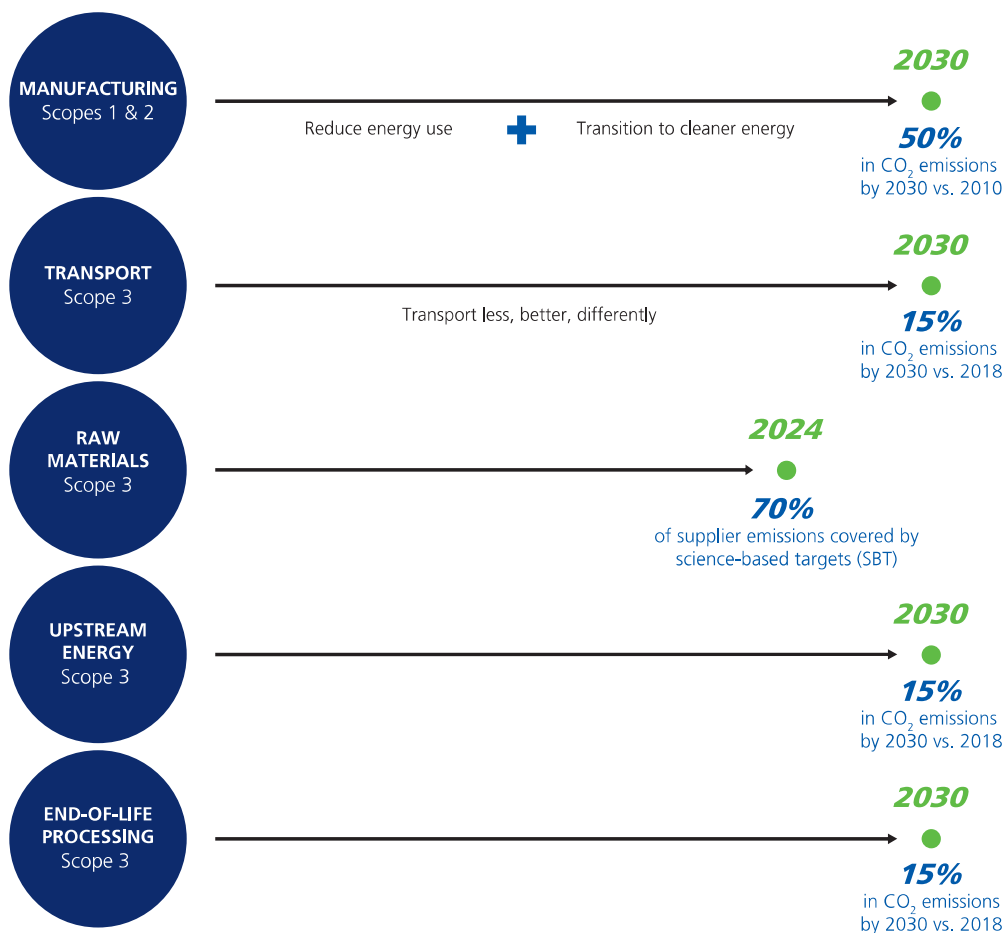 MANUFACTURING
Scopes 1 & 2
Reduce energy use
Transition to cleaner energy
2030
50%
in CO₂ emissions
by 2030 vs. 2010
TRANSPORT
Scope 3
Transport less, better, differently
2030
15%
in CO₂ emissions
by 2030 vs. 2018
RAW
MATERIALS
Scope 3
2024
70%
of supplier emissions covered by
science-based targets (SBT)
UPSTREAM
ENERGY
Scope 3
2030
15%
in CO₂ emissions
by 2030 vs. 2018
END-OF-LIFE
PROCESSING
Scope 3
2030
15%
in CO₂ emissions
by 2030 vs. 2018